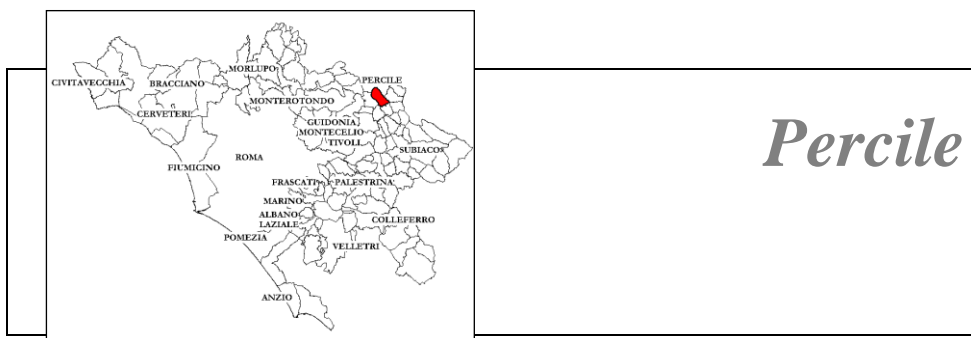 MORLUPO
PERCILE
CIVITAVECCHIA
BRACCIANO
MONTEROTONDO
CERVETERI
GUIDONIA
MONTECELIO
TIVOLI
SUBIACO
ROMA
FIUMICINO
FRASCATI
PALESTRINA
MARINO
ALBANO
LAZIALE
COLLEFERRO
POMEZIA
VELLETRI
ANZIO
Percile